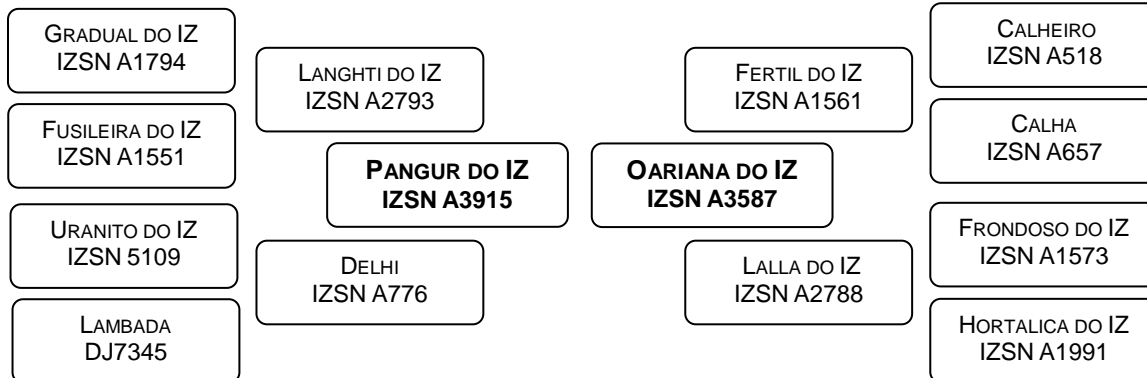 GRADUAL DO IZ
IZSN A1794
FUSILEIRA DO IZ
IZSN A1551
URANITO DO IZ
IZSN 5109
LAMBADA
DJ7345
LANGHTI DO IZ
IZSN A2793
DELHI
IZSN A776
PANGUR DO IZ
IZSN A3915
OARIANA DO IZ
IZSN A3587
FERTIL DO IZ
IZSN A1561
LALLA DO IZ
IZSN A2788
CALHEIRO
IZSN A518
CALHA
IZSN A657
FRONDOSO DO IZ
IZSN A1573
HORTALICA DO IZ
IZSN A1991